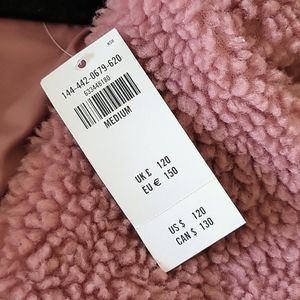 144-442-0679-620
633448180
MEDIUM
UK £ 120
EU € 150
US $ 120
CAN $ 130